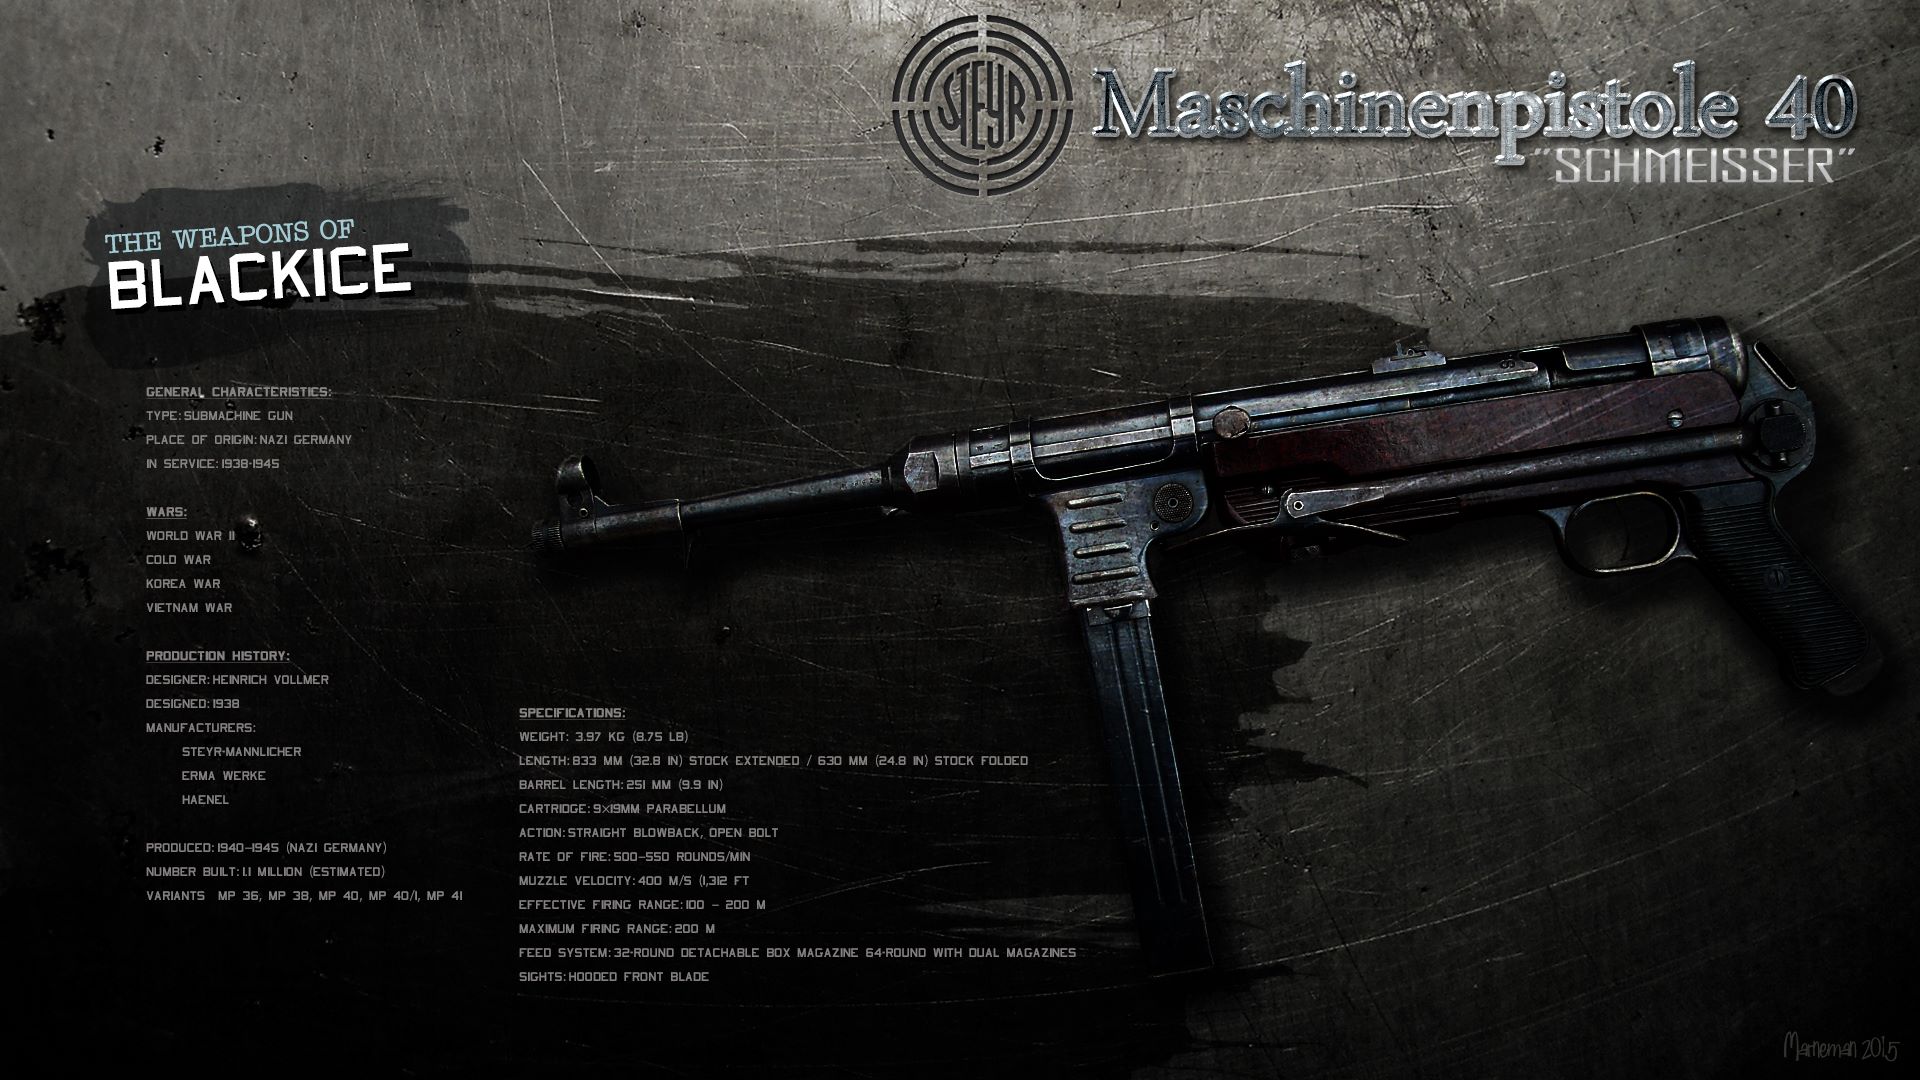 STEYR
Maschinenpistole 40
"SCHMEISSER"
THE WEAPONS OF
BLACKICE
GENERAL CHARACTERISTICS:
TYPE: SUBMACHINE GUN
PLACE OF ORIGIN: NAZI GERMANY
IN SERVICE: 1938-1945
WARS:
WORLD WAR II
COLD WAR
KOREA WAR
VIETNAM WAR
PRODUCTION HISTORY:
DESIGNER: HEINRICH VOLLMER
DESIGNED: 1938
MANUFACTURERS:
STEYR-MANNLICHER
ERMA WERKE
HAENEL
PRODUCED: 1940–1945 (NAZI GERMANY)
NUMBER BUILT: 1.1 MILLION (ESTIMATED)
VARIANTS MP 36, MP 38, MP 40, MP 40/1, MP 41
SPECIFICATIONS:
WEIGHT: 3.97 KG (8.75 LB)
LENGTH: 833 MM (32.8 IN) STOCK EXTENDED / 630 MM (24.8 IN) STOCK FOLDED
BARREL LENGTH: 251 MM (9.9 IN)
CARTRIDGE: 9×19MM PARABELLUM
ACTION: STRAIGHT BLOWBACK, OPEN BOLT
RATE OF FIRE: 500–550 ROUNDS/MIN
MUZZLE VELOCITY: 400 M/S (1,312 FT
EFFECTIVE FIRING RANGE: 100 – 200 M
MAXIMUM FIRING RANGE: 200 M
FEED SYSTEM: 32-ROUND DETACHABLE BOX MAGAZINE 64-ROUND WITH DUAL MAGAZINES
SIGHTS: HOODED FRONT BLADE
Marneman 2015